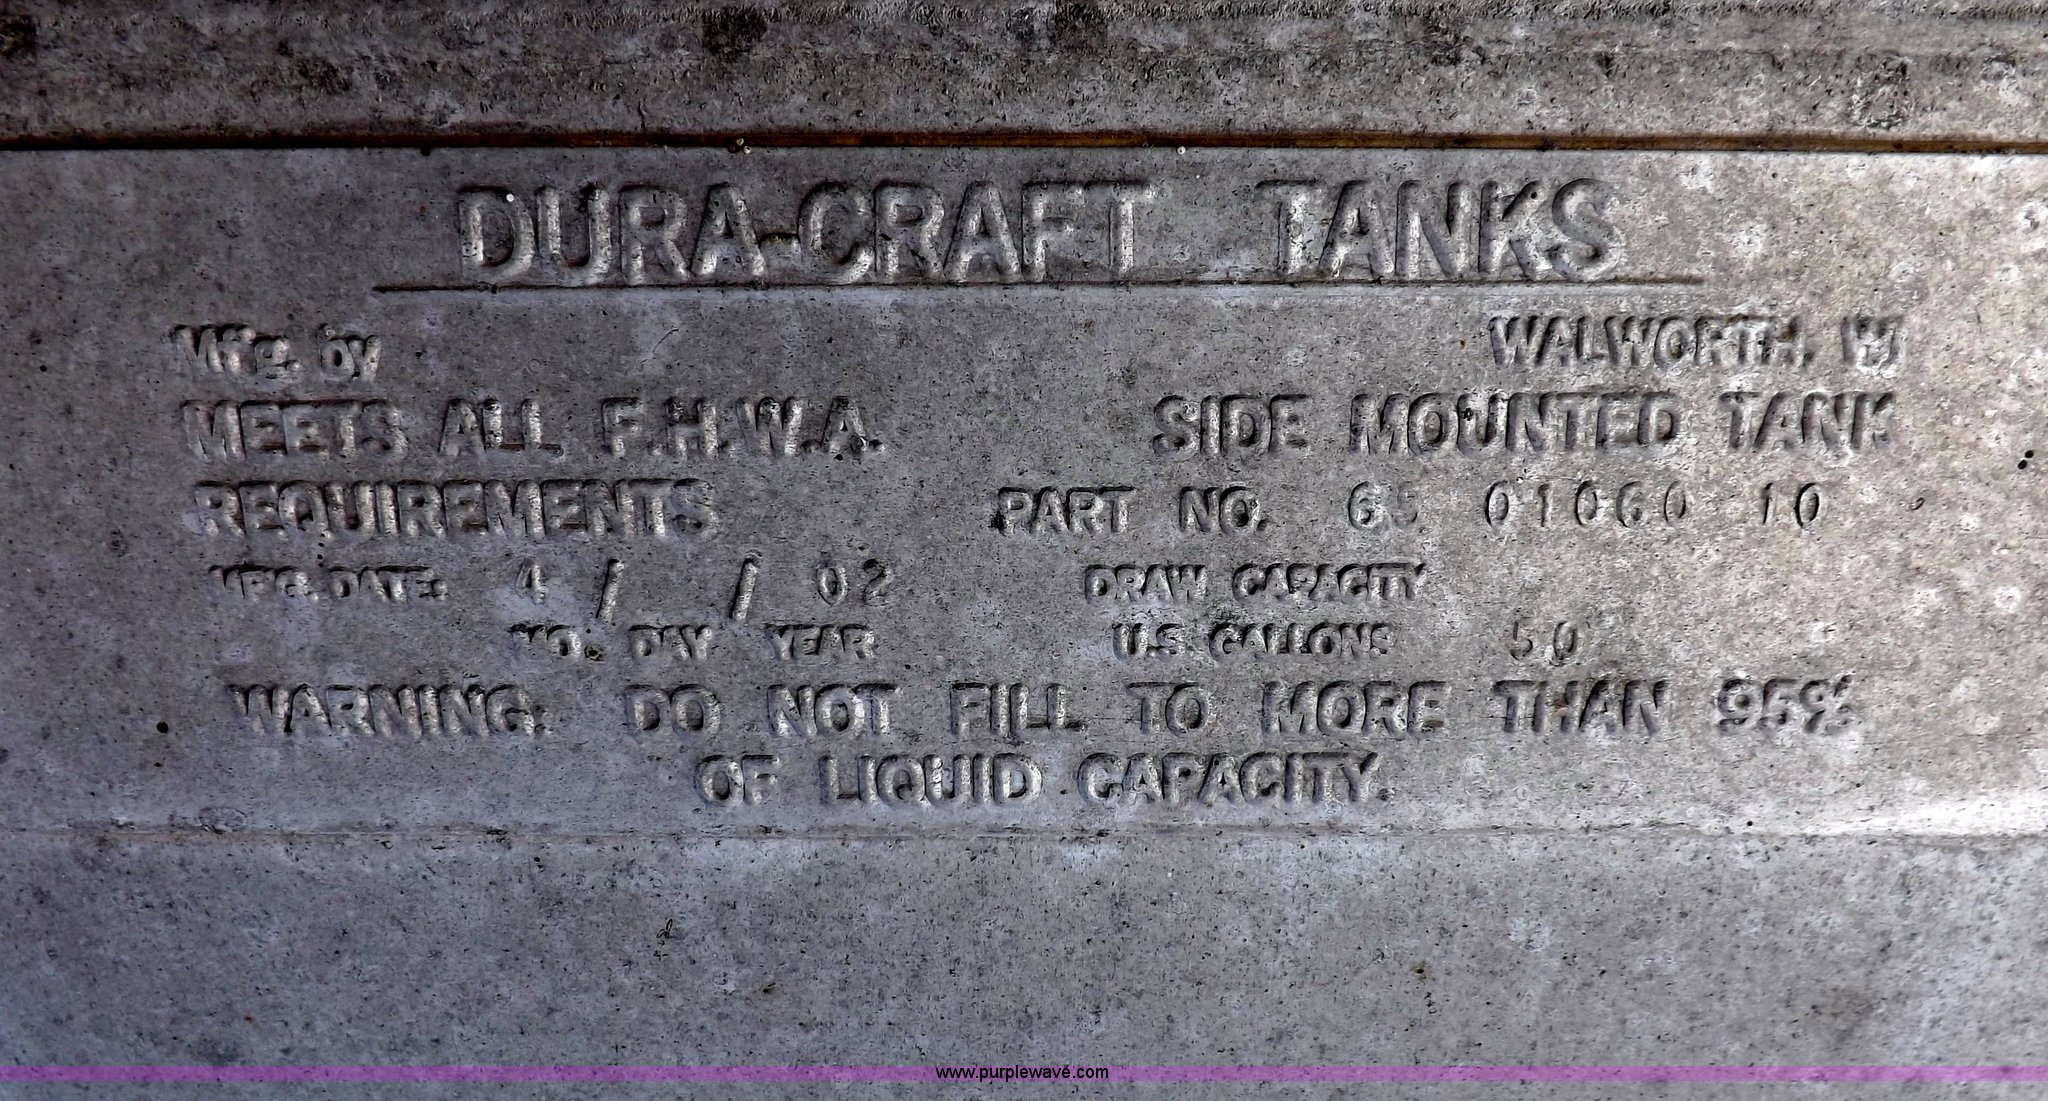 DURA-CRAFT TANKS
Mfg. by WALWORTH, WI
MEETS ALL F.H.W.A. SIDE MOUNTED TANK
REQUIREMENTS PART NO. 65 01060 10
MFG. DATE: 4 / / 02 DRAW CAPACITY
MO. DAY YEAR U.S. GALLONS 50
WARNING: DO NOT FILL TO MORE THAN 95%
OF LIQUID CAPACITY.
www.purplewave.com